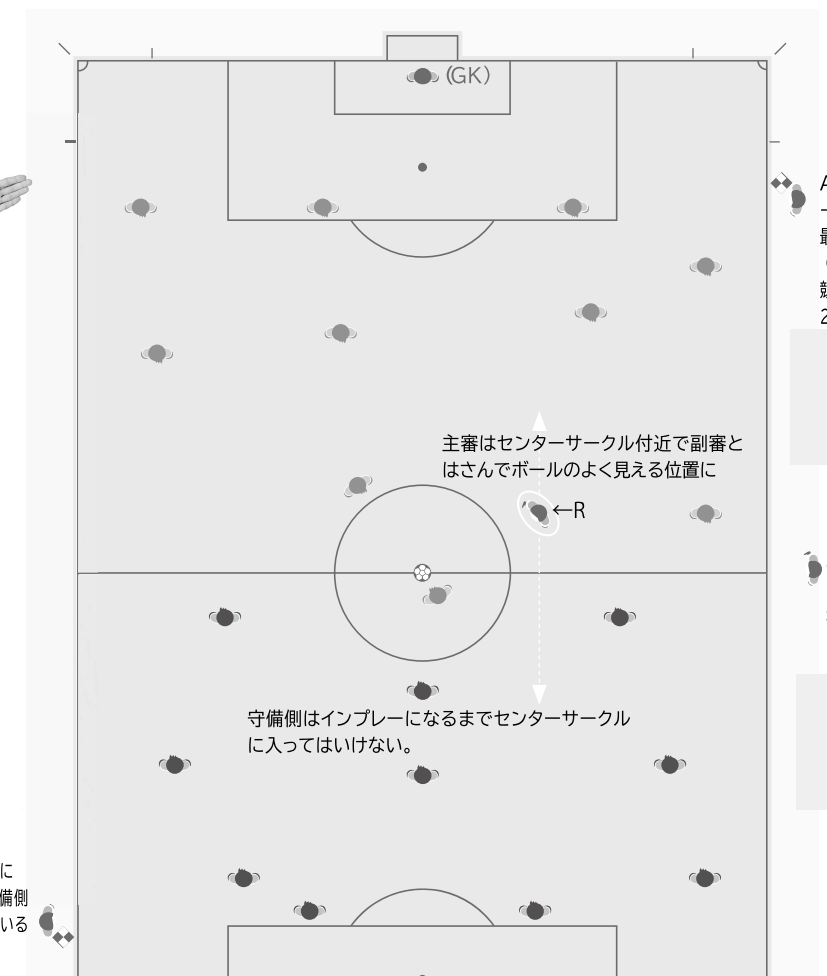 (GK)
A
最
競
2
主審はセンターサークル付近で副審と
はさんでボールのよく見える位置に
←R
守備側はインプレーになるまでセンターサークル
に入ってはいけない。
に
備側
いる